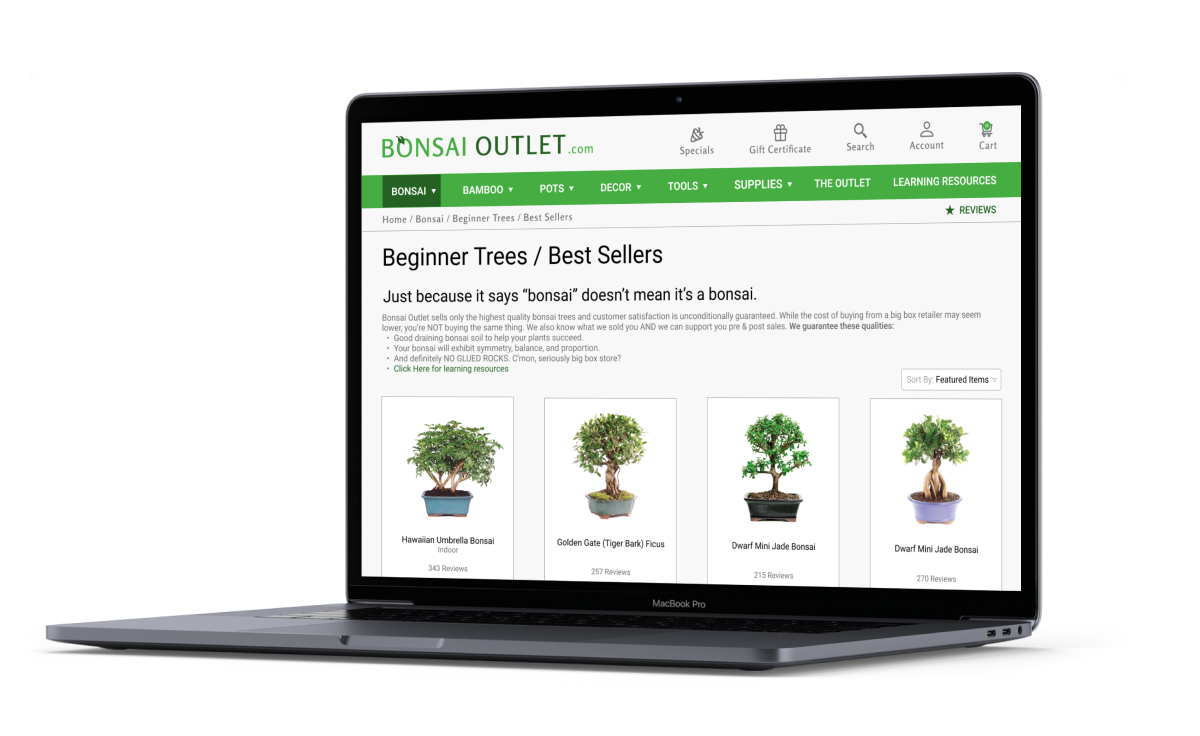 BONSAI OUTLET.com
Specials
Gift Certificate
Search
Account
Cart
BONSAI ▾
BAMBOO ▾
POTS ▾
DECOR ▾
TOOLS ▾
SUPPLIES ▾
THE OUTLET
LEARNING RESOURCES
Home / Bonsai / Beginner Trees / Best Sellers
★ REVIEWS
Beginner Trees / Best Sellers
Just because it says “bonsai” doesn’t mean it’s a bonsai.
Bonsai Outlet sells only the highest quality bonsai trees and customer satisfaction is unconditionally guaranteed. While the cost of buying from a big box retailer may seem
lower, you’re NOT buying the same thing. We also know what we sold you AND we can support you pre & post sales. We guarantee these qualities:
• Good draining bonsai soil to help your plants succeed.
• Your bonsai will exhibit symmetry, balance, and proportion.
• And definitely NO GLUED ROCKS. C’mon, seriously big box store?
• Click Here for learning resources
Sort By: Featured Items
Hawaiian Umbrella Bonsai
Indoor
343 Reviews
Golden Gate (Tiger Bark) Ficus
257 Reviews
Dwarf Mini Jade Bonsai
215 Reviews
Dwarf Mini Jade Bonsai
270 Reviews
MacBook Pro